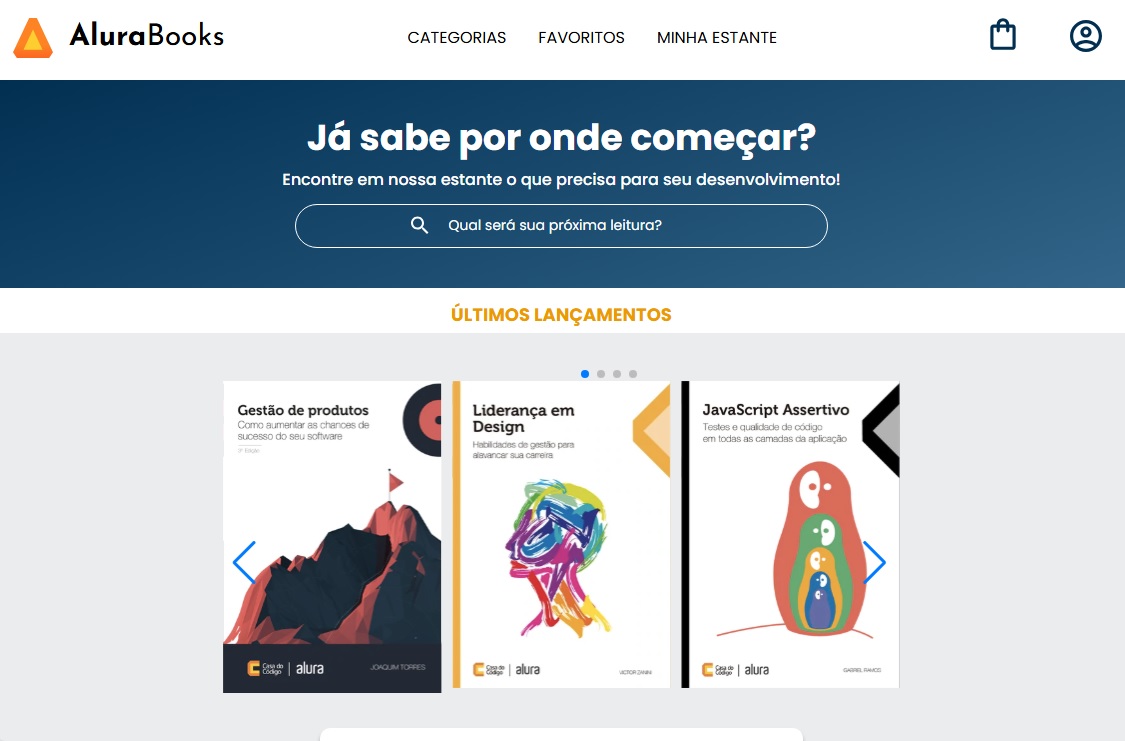 AluraBooks
CATEGORIAS
FAVORITOS
MINHA ESTANTE
Já sabe por onde começar?
Encontre em nossa estante o que precisa para seu desenvolvimento!
Qual será sua próxima leitura?
ÚLTIMOS LANÇAMENTOS
Gestão de produtos
Como aumentar as chances de
sucesso do seu software
Edição
Casa do
Código
alura
JOAQUIM TORRES
Liderança em
Design
Habilidades de gestão para
alavancar sua carreira
Casa do
Código
alura
VICTOR ZANINI
JavaScript Assertivo
Testes e qualidade de código
em todas as camadas da aplicação
Casa do
Código
alura
GABRIEL RAMOS